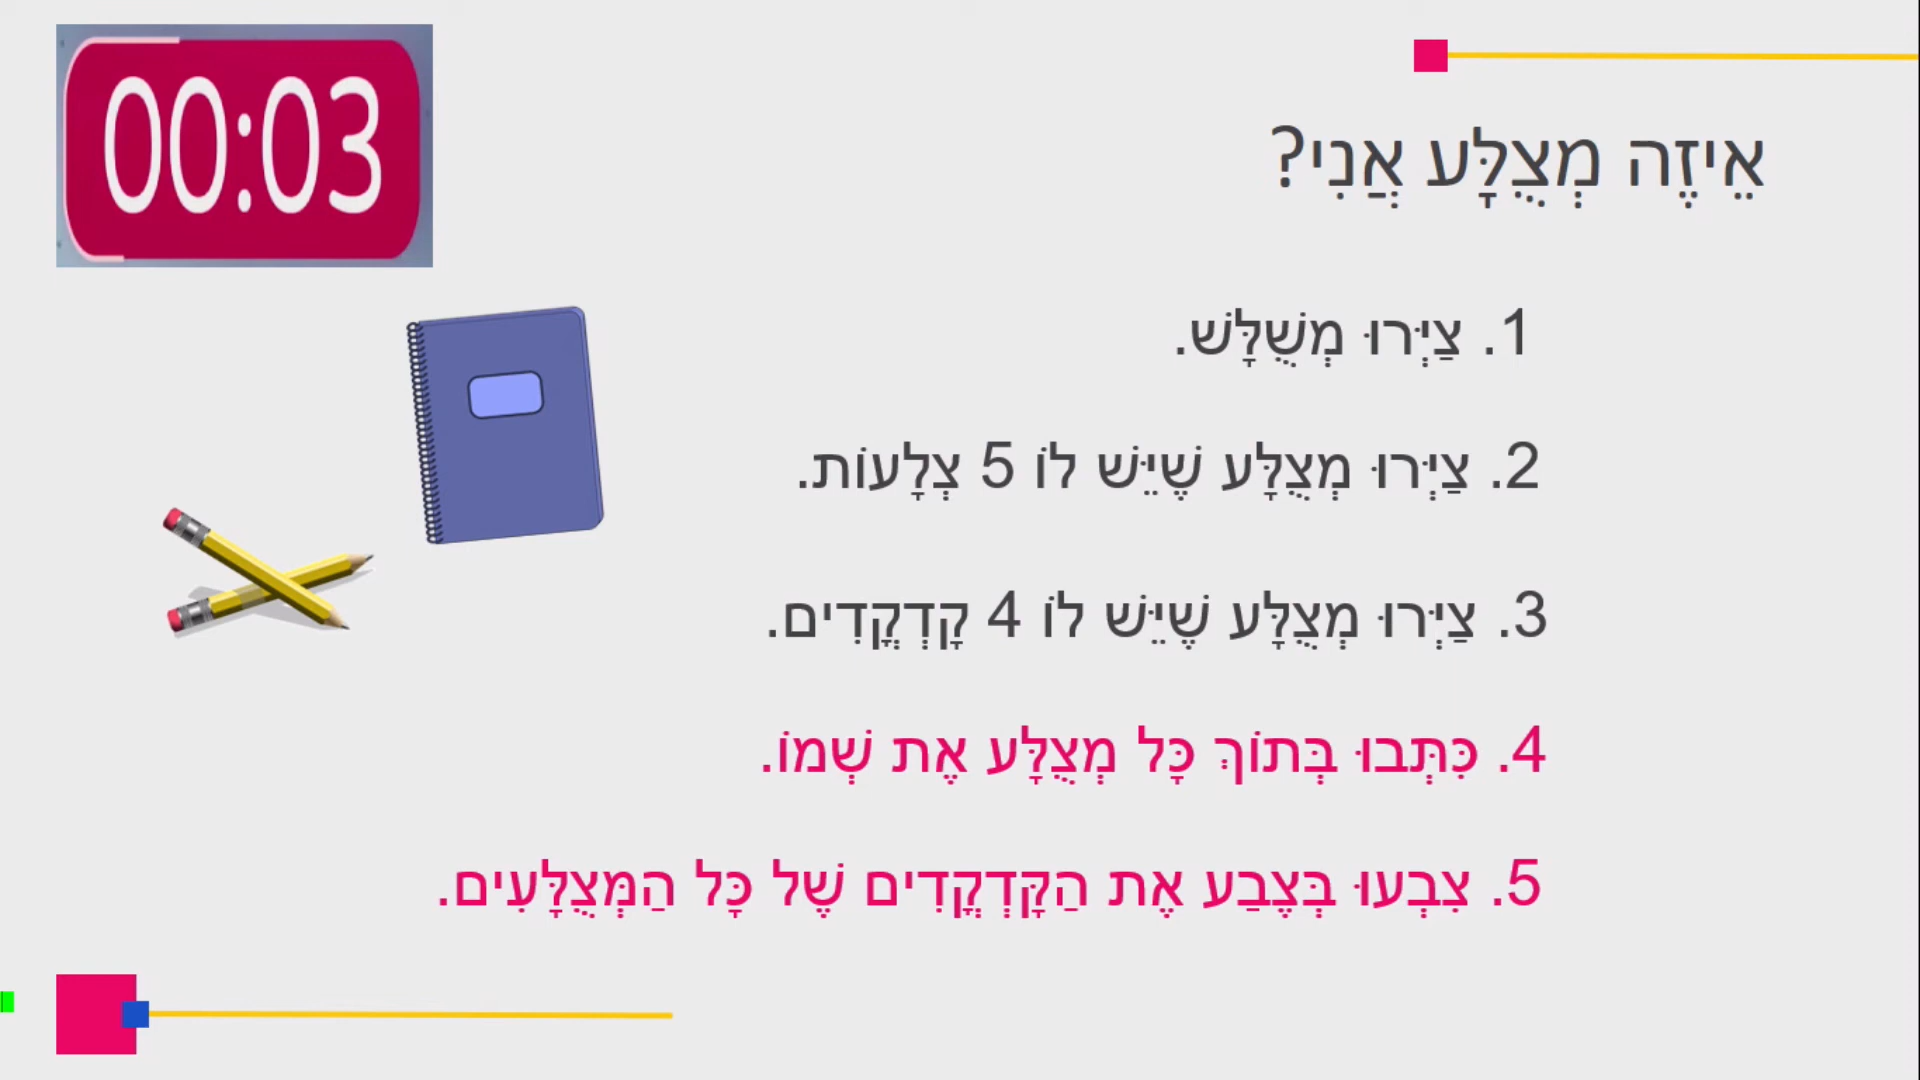 00:03
אֵיזֶה מְצֻלָּע אֲנִי?
1. צַיְּרוּ מְשֻׁלָּשׁ.
2. צַיְּרוּ מְצֻלָּע שֶׁיֵּשׁ לוֹ 5 צְלָעוֹת.
3. צַיְּרוּ מְצֻלָּע שֶׁיֵּשׁ לוֹ 4 קָדְקֳדִים.
4. כִּתְּבוּ בְּתוֹךְ כָּל מְצֻלָּע אֶת שְׁמוֹ.
5. צִבְעוּ בְּצֶבַע אֶת הַקָּדְקֳדִים שֶׁל כָּל הַמְּצֻלָּעִים.